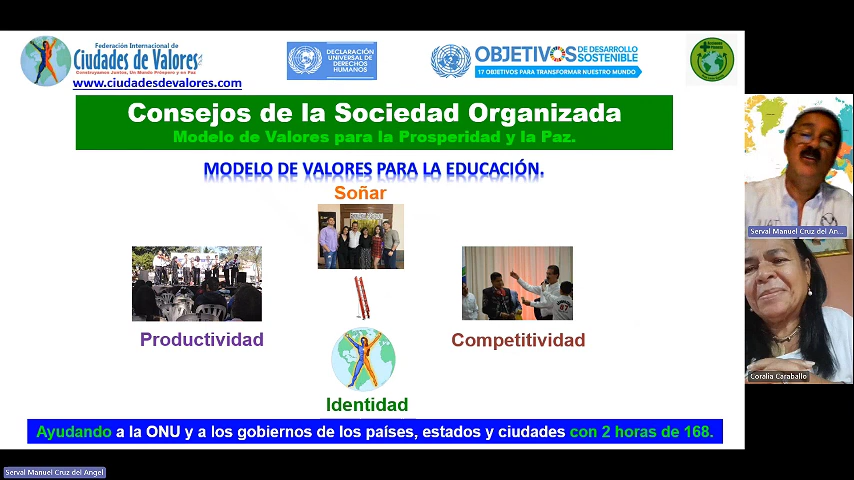 Federación Internacional de
Ciudades de Valores
Construyamos Juntos, Un Mundo Próspero y en Paz
www.ciudadesdevalores.com
DECLARACIÓN
UNIVERSAL DE
DERECHOS
HUMANOS
OBJETIVOS DE DESARROLLO
SOSTENIBLE
17 OBJETIVOS PARA TRANSFORMAR NUESTRO MUNDO
Consejos de la Sociedad Organizada
Modelo de Valores para la Prosperidad y la Paz.
MODELO DE VALORES PARA LA EDUCACIÓN.
Soñar
Productividad
Competitividad
Identidad
Ayudando a la ONU y a los gobiernos de los países, estados y ciudades con 2 horas de 168.
UAT
Serval Manuel Cruz del An...
Coralia Caraballo
Serval Manuel Cruz del Angel